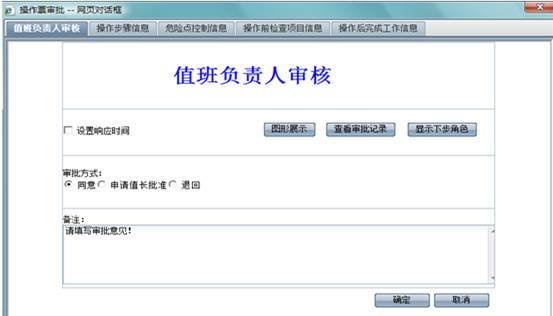 操作票审批 -- 网页对话框
值班负责人审核 操作步骤信息 危险点控制信息 操作前检查项目信息 操作后完成工作信息
值班负责人审核
设置响应时间 图形展示 查看审批记录 显示下步角色
审批方式:
同意 申请值长批准 退回
备注:
请填写审批意见!
确定 取消